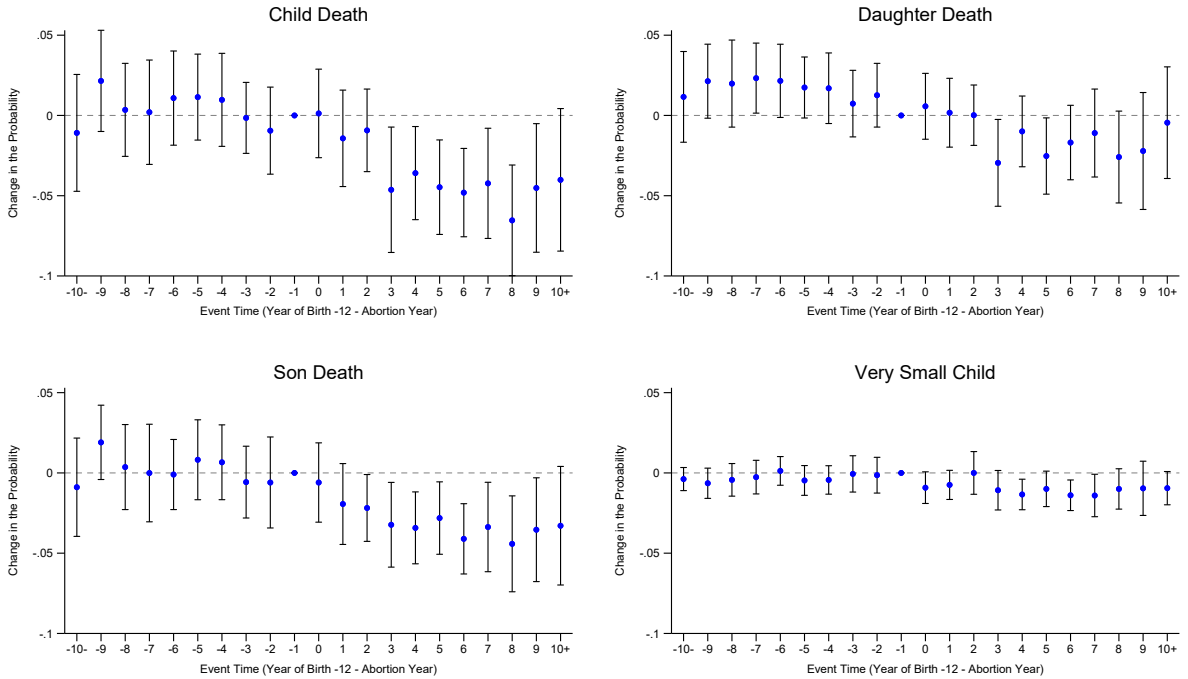 Child Death
Change in the Probability
.05
0
-.05
-.1
-10- -9 -8 -7 -6 -5 -4 -3 -2 -1 0 1 2 3 4 5 6 7 8 9 10+
Event Time (Year of Birth -12 - Abortion Year)
Daughter Death
Change in the Probability
.05
0
-.05
-.1
-10- -9 -8 -7 -6 -5 -4 -3 -2 -1 0 1 2 3 4 5 6 7 8 9 10+
Event Time (Year of Birth -12 - Abortion Year)
Son Death
Change in the Probability
.05
0
-.05
-.1
-10- -9 -8 -7 -6 -5 -4 -3 -2 -1 0 1 2 3 4 5 6 7 8 9 10+
Event Time (Year of Birth -12 - Abortion Year)
Very Small Child
Change in the Probability
.05
0
-.05
-.1
-10- -9 -8 -7 -6 -5 -4 -3 -2 -1 0 1 2 3 4 5 6 7 8 9 10+
Event Time (Year of Birth -12 - Abortion Year)